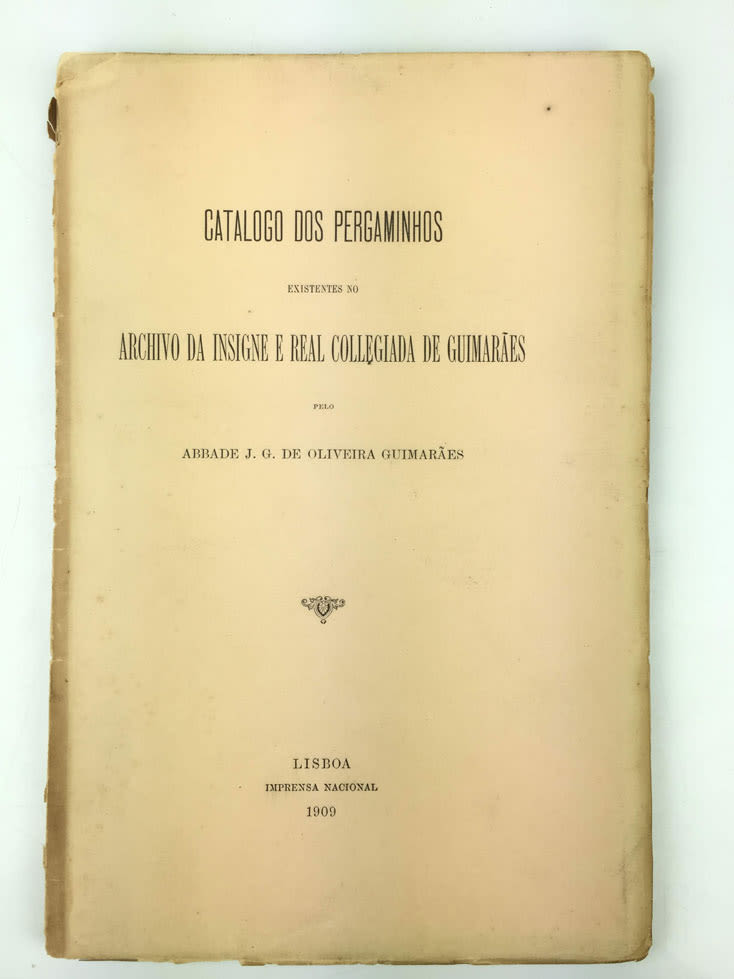 CATALOGO DOS PERGAMINHOS
EXISTENTES NO
ARCHIVO DA INSIGNE E REAL COLLEGIADA DE GUIMARÃES
PELO
ABBADE J. G. DE OLIVEIRA GUIMARÃES
LISBOA
IMPRENSA NACIONAL
1909